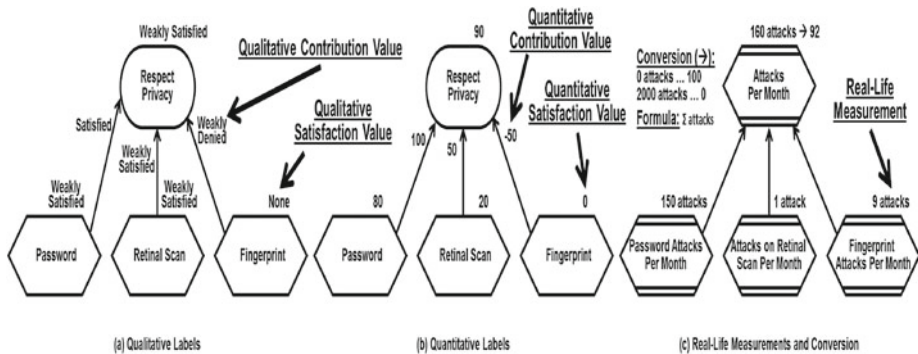 Weakly Satisfied
Respect
Privacy
Qualitative Contribution Value
Qualitative
Satisfaction Value
Satisfied
Weakly
Satisfied
Weakly
Denied
Weakly
Satisfied
Weakly
Satisfied
None
Password
Retinal Scan
Fingerprint
(a) Qualitative Labels
90
Respect
Privacy
Quantitative
Contribution Value
Quantitative
Satisfaction Value
100
50
-50
80
20
0
Password
Retinal Scan
Fingerprint
(b) Quantitative Labels
160 attacks → 92
Conversion (→):
0 attacks ... 100
2000 attacks ... 0
Formula: Σ attacks
Attacks
Per Month
Real-Life
Measurement
150 attacks
1 attack
9 attacks
Password Attacks
Per Month
Attacks on Retinal
Scan Per Month
Fingerprint
Attacks Per Month
(c) Real-Life Measurements and Conversion